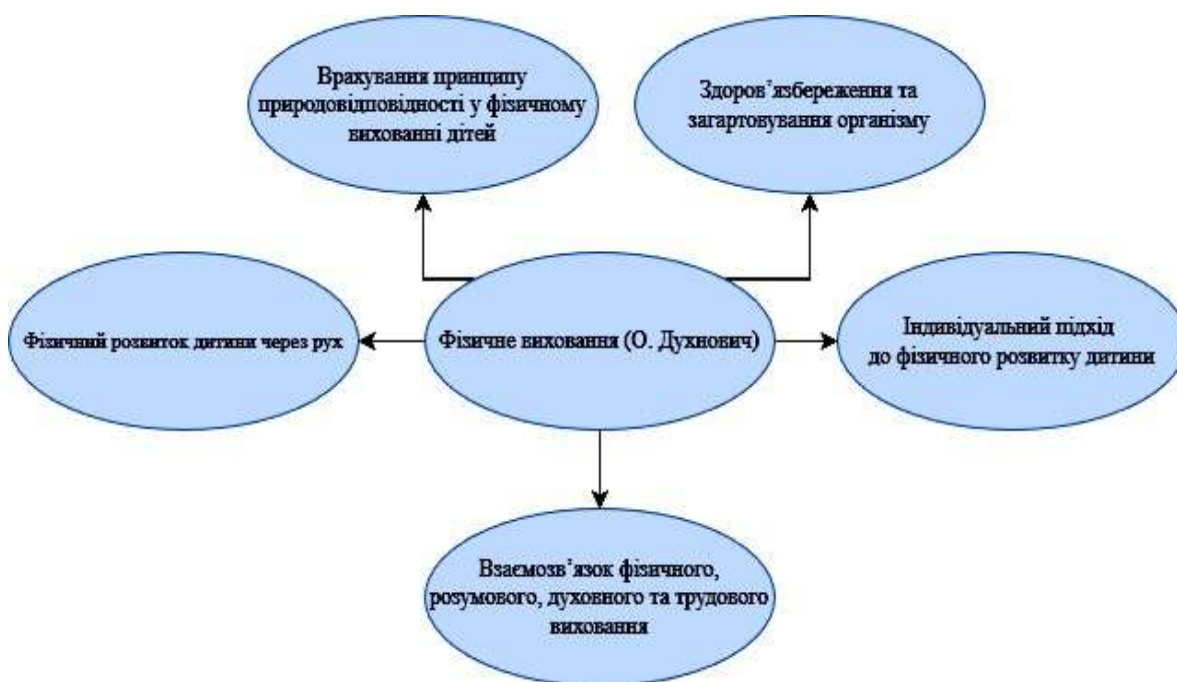 Врахування принципу
природовідповідності у фізичному
вихованні дітей
Здоров’язбереження та
загартовування організму
Фізичний розвиток дитини через рух
Фізичне виховання (О. Духнович)
Індивідуальний підхід
до фізичного розвитку дитини
Взаємозв’язок фізичного,
розумового, духовного та трудового
виховання